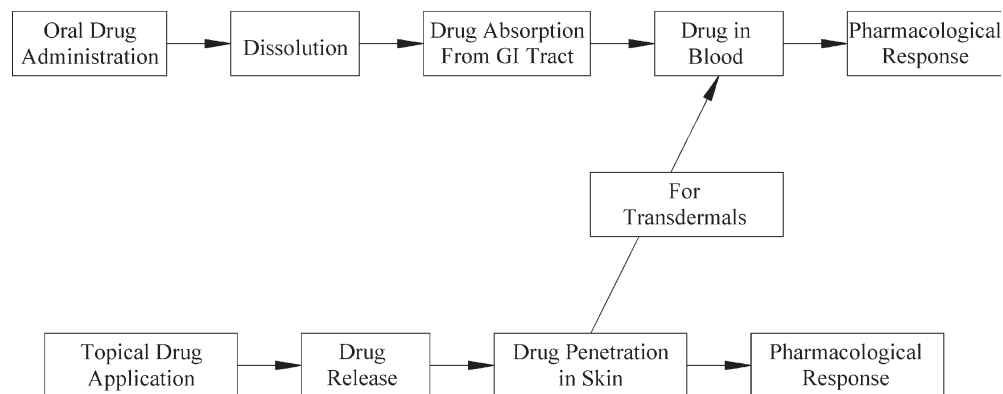 Oral Drug
Administration
Dissolution
Drug Absorption
From GI Tract
Drug in
Blood
Pharmacological
Response
For
Transdermals
Topical Drug
Application
Drug
Release
Drug Penetration
in Skin
Pharmacological
Response